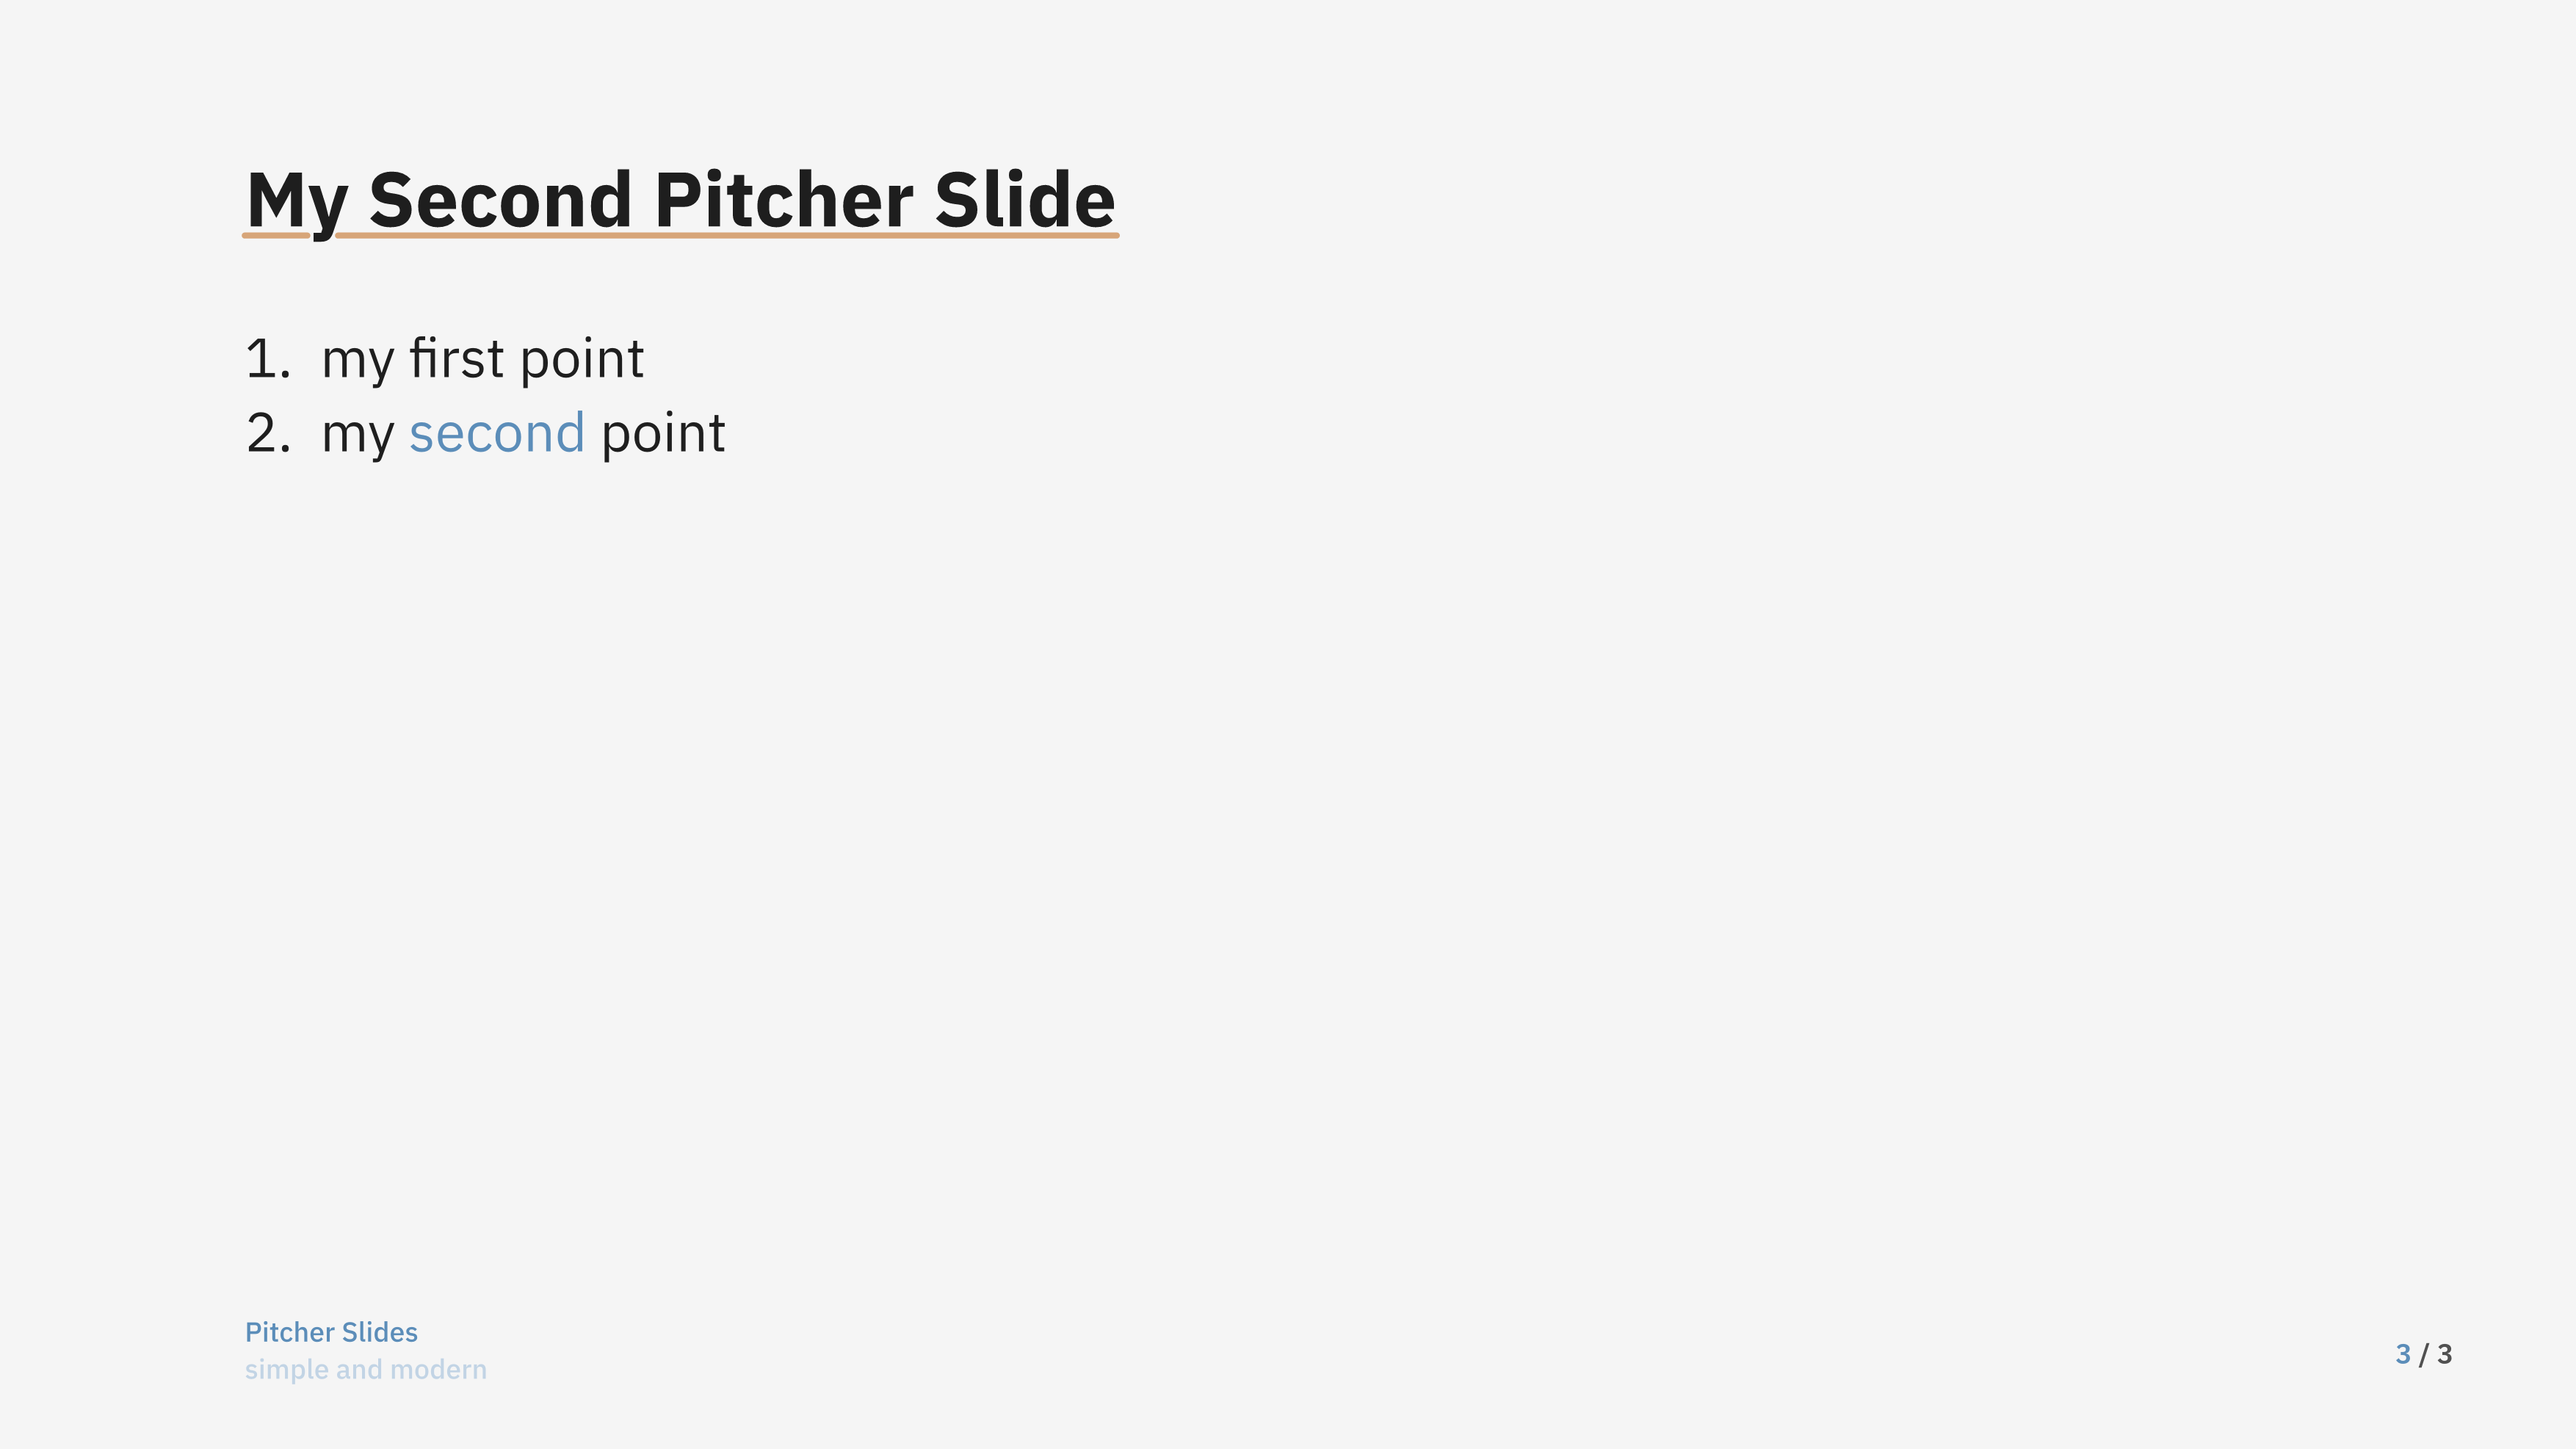 My Second Pitcher Slide
1. my first point
2. my second point
Pitcher Slides
simple and modern
3 / 3